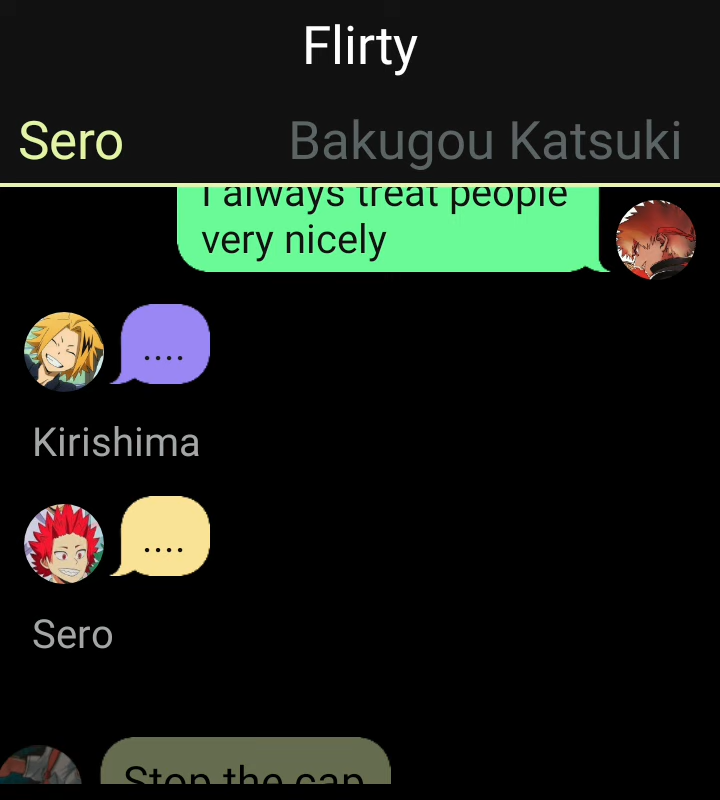 Flirty
Sero
Bakugou Katsuki
I always treat people
very nicely
....
Kirishima
....
Sero
Stop the cap